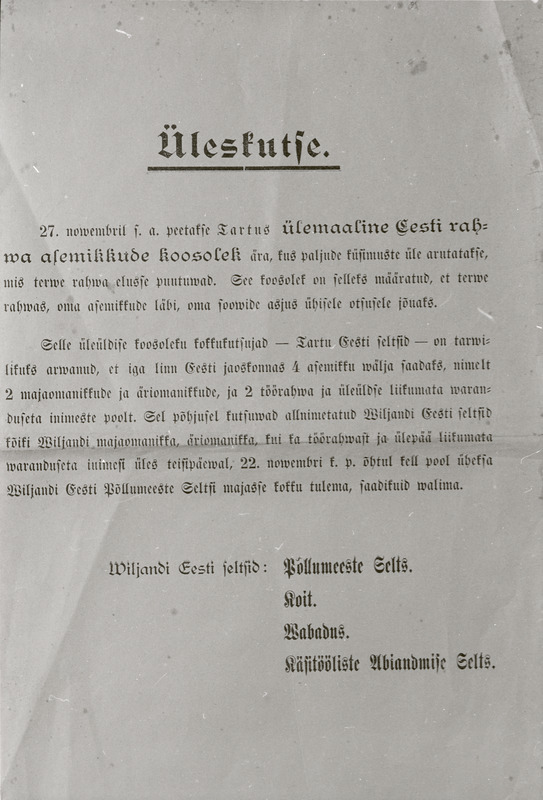 Üleskutse.
27. nowembril s. a. peetakse Tartus ülemaaline Eesti rah-
wa asemikkude koosolek ära, kus paljude küsimuste üle arutatakse,
mis terwe rahwa elusse puutuwad. See koosolek on selleks määratud, et terwe
rahwas, oma asemikkude läbi, oma soowide asjus ühisele otsusele jõuaks.
Selle üleüldise koosoleku kokkukutsujad — Tartu Eesti seltsid — on tarwi-
likuks arwanud, et iga linn Eesti jaoskonnas 4 asemikku wälja saadaks, nimelt
2 majaomanikkude ja äriomanikkude, ja 2 töörahwa ja üleüldse liikumata waran-
duseta inimeste poolt. Sel põhjusel kutsuwad allnimetatud Wiljandi Eesti seltsid
kõiki Wiljandi majaomanikka, äriomanikka, kui ka töörahwast ja ülepää liikumata
waranduseta inimesi üles teisipäewal, 22. nowembri k. p. õhtul kell pool üheksa
Wiljandi Eesti Põllumeeste Seltsi majasse kokku tulema, saadikuid walima.
Wiljandi Eesti seltsid: Põllumeeste Selts.
Koit.
Wabadus.
Käsitööliste Abiandmise Selts.